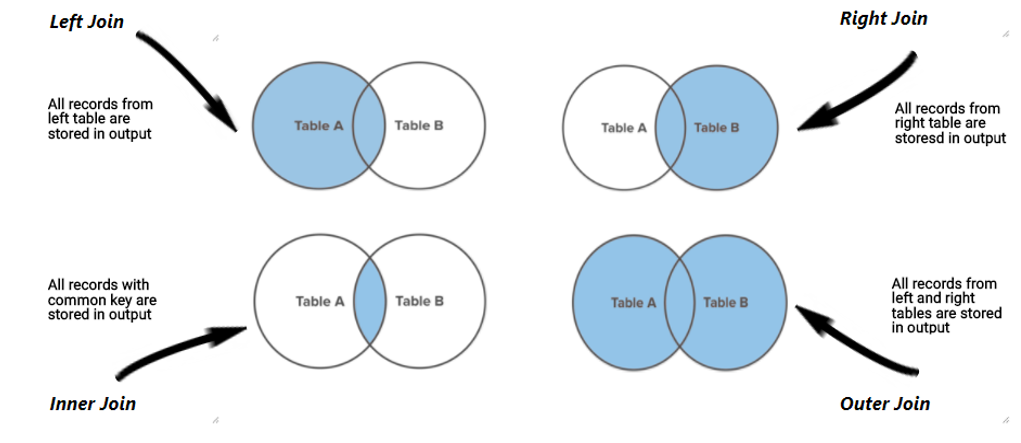 Left Join
All records from
left table are
stored in output
Table A
Table B
Right Join
Table A
Table B
All records from
right table are
storesd in output
All records with
common key are
stored in output
Table A
Table B
Inner Join
Table A
Table B
All records from
left and right
tables are stored
in output
Outer Join